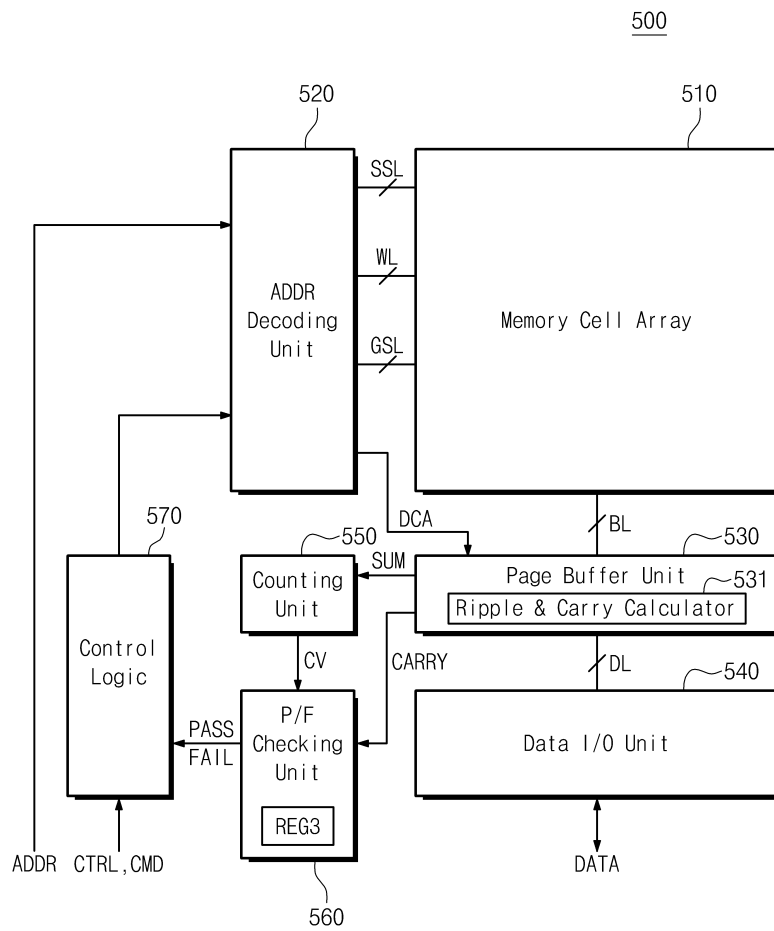 500
520
510
SSL
WL
ADDR
Decoding
Unit
Memory Cell Array
GSL
570
DCA
BL
550
530
SUM
Page Buffer Unit
531
Counting
Unit
Ripple & Carry Calculator
Control
Logic
CV
CARRY
DL
540
P/F
Checking
Unit
PASS
FAIL
Data I/O Unit
REG3
ADDR
CTRL,CMD
DATA
560